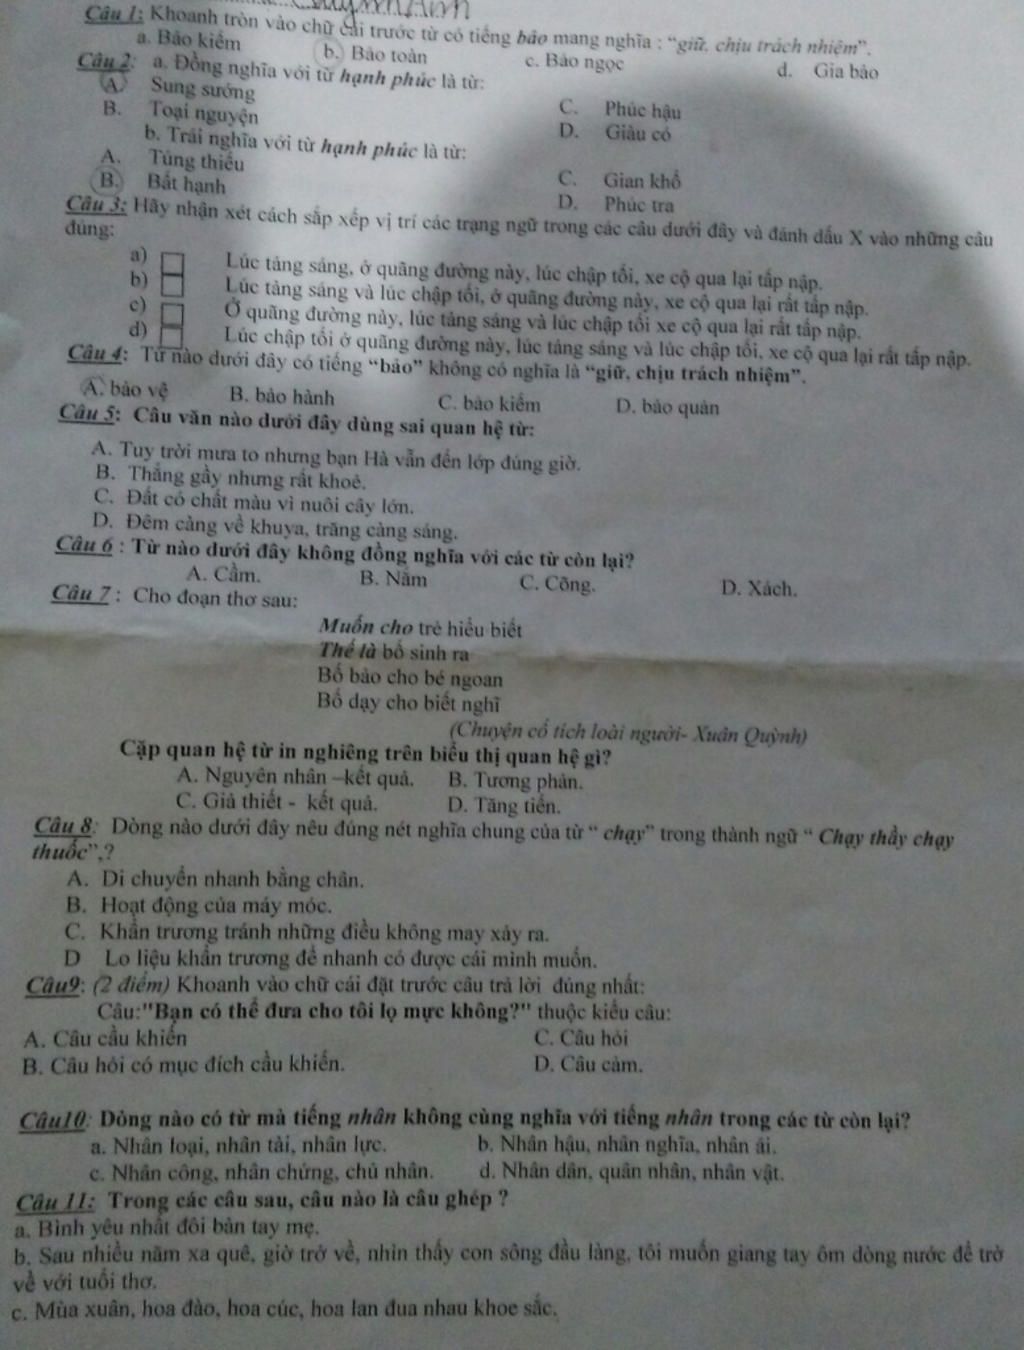 Câu 1: Khoanh tròn vào chữ cái trước từ có tiếng bảo mang nghĩa : “giữ, chịu trách nhiệm”.
a. Bảo kiếm b. Bảo toàn c. Bảo ngọc d. Gia bảo
Câu 2: a. Đồng nghĩa với từ hạnh phúc là từ:
A. Sung sướng C. Phúc hậu
B. Toại nguyện D. Giàu có
b. Trái nghĩa với từ hạnh phúc là từ:
A. Túng thiếu C. Gian khổ
B. Bất hạnh D. Phúc tra
Câu 3: Hãy nhận xét cách sắp xếp vị trí các trạng ngữ trong các câu dưới đây và đánh dấu X vào những câu
đúng:
a) Lúc tảng sáng, ở quãng đường này, lúc chập tối, xe cộ qua lại tấp nập.
b) Lúc tảng sáng và lúc chập tối, ở quãng đường này, xe cộ qua lại rất tấp nập.
c) Ở quãng đường này, lúc tảng sáng và lúc chập tối xe cộ qua lại rất tấp nập.
d) Lúc chập tối ở quãng đường này, lúc tảng sáng và lúc chập tối, xe cộ qua lại rất tấp nập.
Câu 4: Từ nào dưới đây có tiếng “bảo” không có nghĩa là “giữ, chịu trách nhiệm”.
A. bảo vệ B. bảo hành C. bảo kiếm D. bảo quản
Câu 5: Câu văn nào dưới đây dùng sai quan hệ từ:
A. Tuy trời mưa to nhưng bạn Hà vẫn đến lớp đúng giờ.
B. Thắng gầy nhưng rất khoẻ.
C. Đất có chất màu vì nuôi cây lớn.
D. Đêm càng về khuya, trăng càng sáng.
Câu 6 : Từ nào dưới đây không đồng nghĩa với các từ còn lại?
A. Cầm. B. Nắm C. Cõng. D. Xách.
Câu 7 : Cho đoạn thơ sau:
Muốn cho trẻ hiểu biết
Thế là bố sinh ra
Bố bảo cho bé ngoan
Bố dạy cho biết nghĩ
(Chuyện cổ tích loài người- Xuân Quỳnh)
Cặp quan hệ từ in nghiêng trên biểu thị quan hệ gì?
A. Nguyên nhân –kết quả. B. Tương phản.
C. Giả thiết - kết quả. D. Tăng tiến.
Câu 8: Dòng nào dưới đây nêu đúng nét nghĩa chung của từ “ chạy” trong thành ngữ “ Chạy thầy chạy
thuốc”,?
A. Di chuyển nhanh bằng chân.
B. Hoạt động của máy móc.
C. Khẩn trương tránh những điều không may xảy ra.
D Lo liệu khẩn trương để nhanh có được cái mình muốn.
Câu9: (2 điểm) Khoanh vào chữ cái đặt trước câu trả lời đúng nhất:
Câu:"Bạn có thể đưa cho tôi lọ mực không?" thuộc kiểu câu:
A. Câu cầu khiến C. Câu hỏi
B. Câu hỏi có mục đích cầu khiến. D. Câu cảm.
Câu10: Dòng nào có từ mà tiếng nhân không cùng nghĩa với tiếng nhân trong các từ còn lại?
a. Nhân loại, nhân tài, nhân lực. b. Nhân hậu, nhân nghĩa, nhân ái.
c. Nhân công, nhân chứng, chủ nhân. d. Nhân dân, quân nhân, nhân vật.
Câu 11: Trong các câu sau, câu nào là câu ghép ?
a. Bình yêu nhất đôi bàn tay mẹ.
b. Sau nhiều năm xa quê, giờ trở về, nhìn thấy con sông đầu làng, tôi muốn giang tay ôm dòng nước để trở
về với tuổi thơ.
c. Mùa xuân, hoa đào, hoa cúc, hoa lan đua nhau khoe sắc.